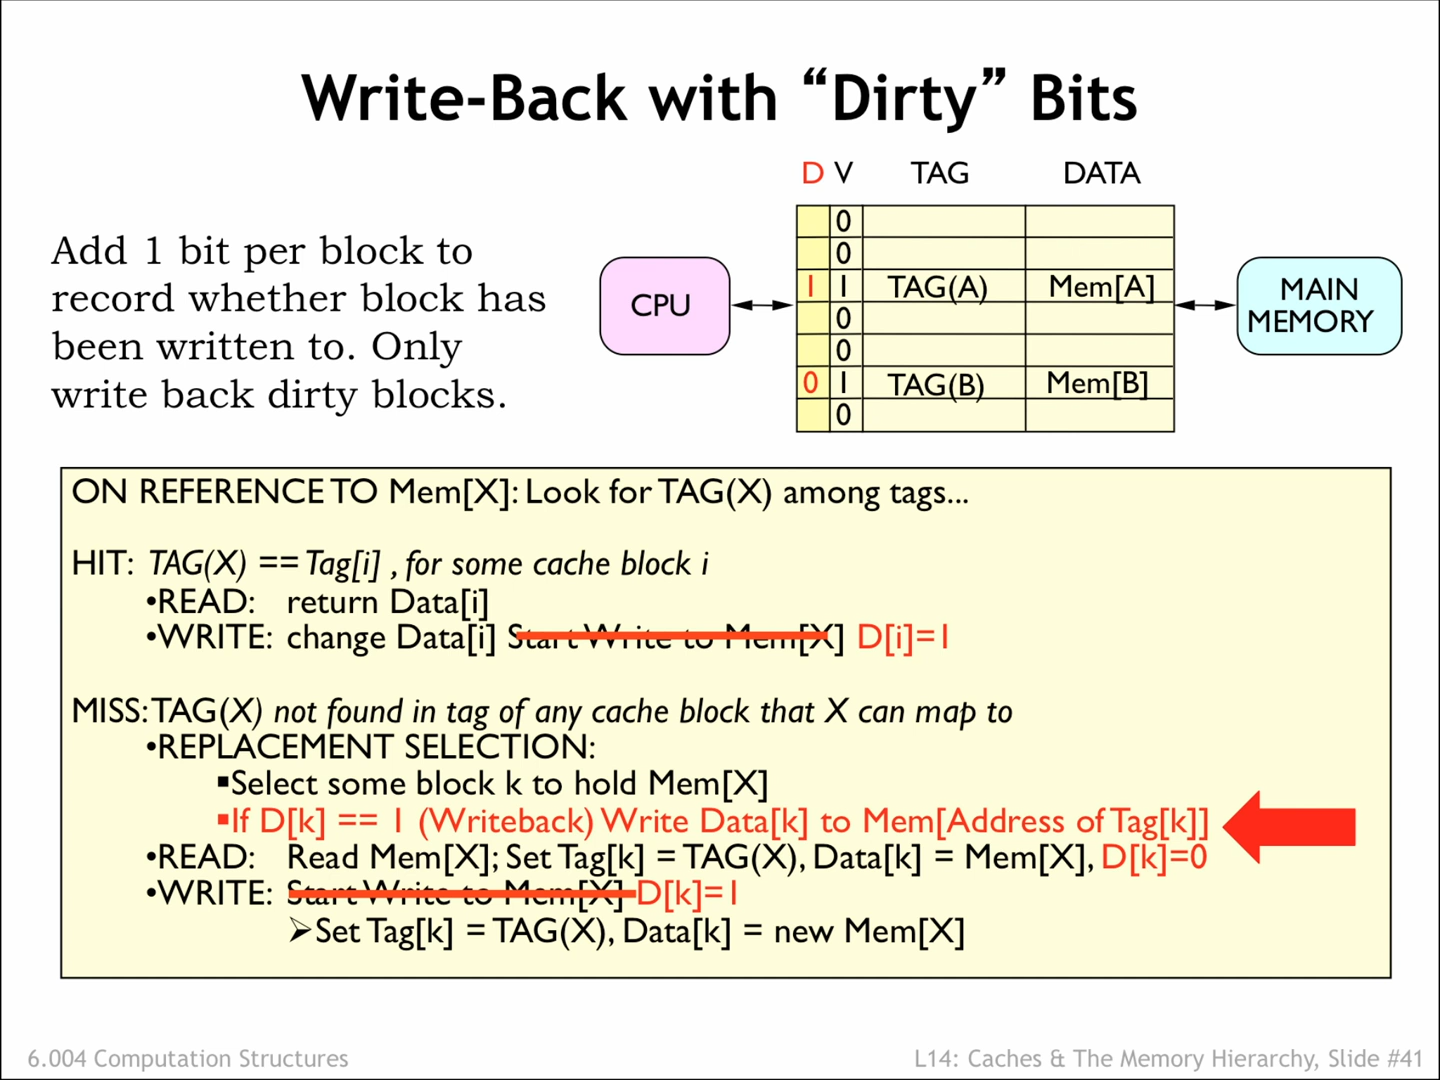 Write-Back with “Dirty” Bits
Add 1 bit per block to
record whether block has
been written to. Only
write back dirty blocks.
D V TAG DATA
0
0
1 1 TAG(A) Mem[A]
0
0
0 1 TAG(B) Mem[B]
0
CPU
MAIN
MEMORY
ON REFERENCE TO Mem[X]: Look for TAG(X) among tags...
HIT: TAG(X) == Tag[i] , for some cache block i
•READ: return Data[i]
•WRITE: change Data[i] Start Write to Mem[X] D[i]=1
MISS: TAG(X) not found in tag of any cache block that X can map to
•REPLACEMENT SELECTION:
▪Select some block k to hold Mem[X]
▪If D[k] == 1 (Writeback) Write Data[k] to Mem[Address of Tag[k]]
•READ: Read Mem[X]; Set Tag[k] = TAG(X), Data[k] = Mem[X], D[k]=0
•WRITE: Start Write to Mem[X] D[k]=1
➢Set Tag[k] = TAG(X), Data[k] = new Mem[X]
6.004 Computation Structures
L14: Caches & The Memory Hierarchy, Slide #41